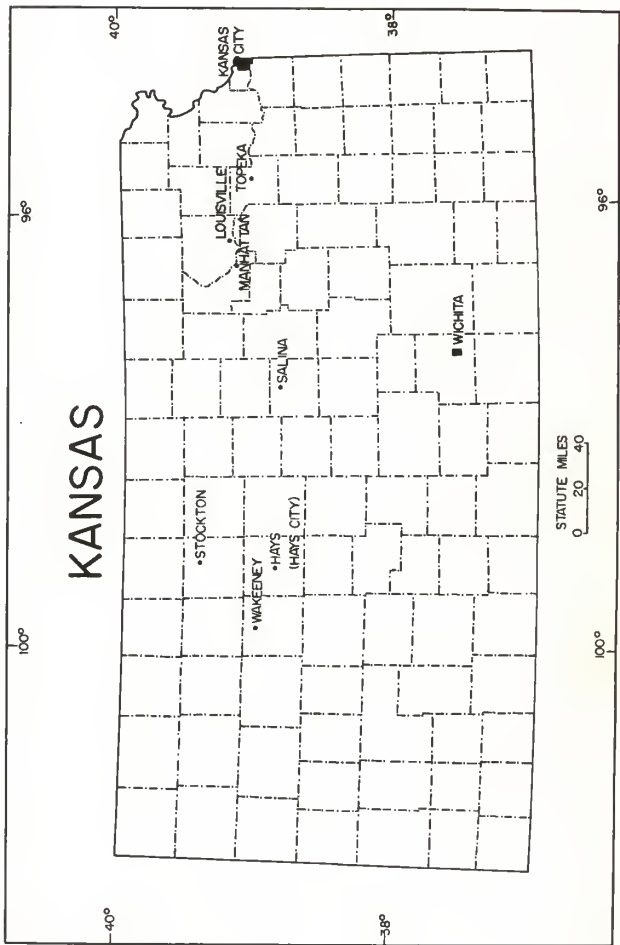 KANSAS
100°
96°
40°
40°
KANSAS
CITY
STOCKTON
LOUISVILLE
TOPEKA
MANHATTAN
WAKEENEY
HAYS
(HAYS CITY)
SALINA
38°
38°
WICHITA
STATUTE MILES
0 20 40
100°
96°